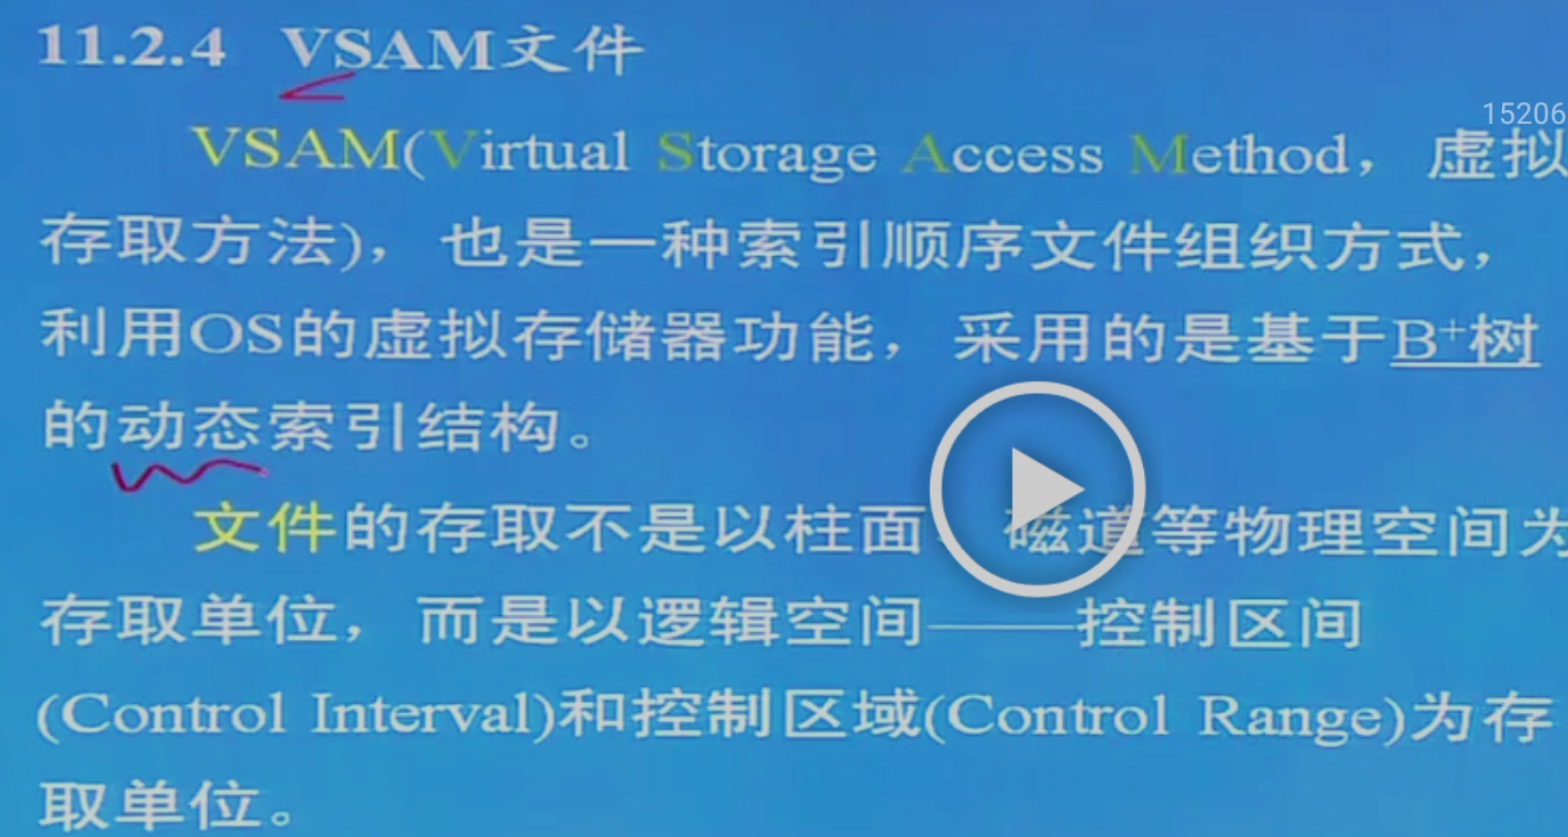 11.2.4 VSAM文件
15206
VSAM(Virtual Storage Access Method，虚拟
存取方法)，也是一种索引顺序文件组织方式，
利用OS的虚拟存储器功能，采用的是基于B⁺树
的动态索引结构。
文件的存取不是以柱面、磁道等物理空间为
存取单位，而是以逻辑空间——控制区间
(Control Interval)和控制区域(Control Range)为存
取单位。